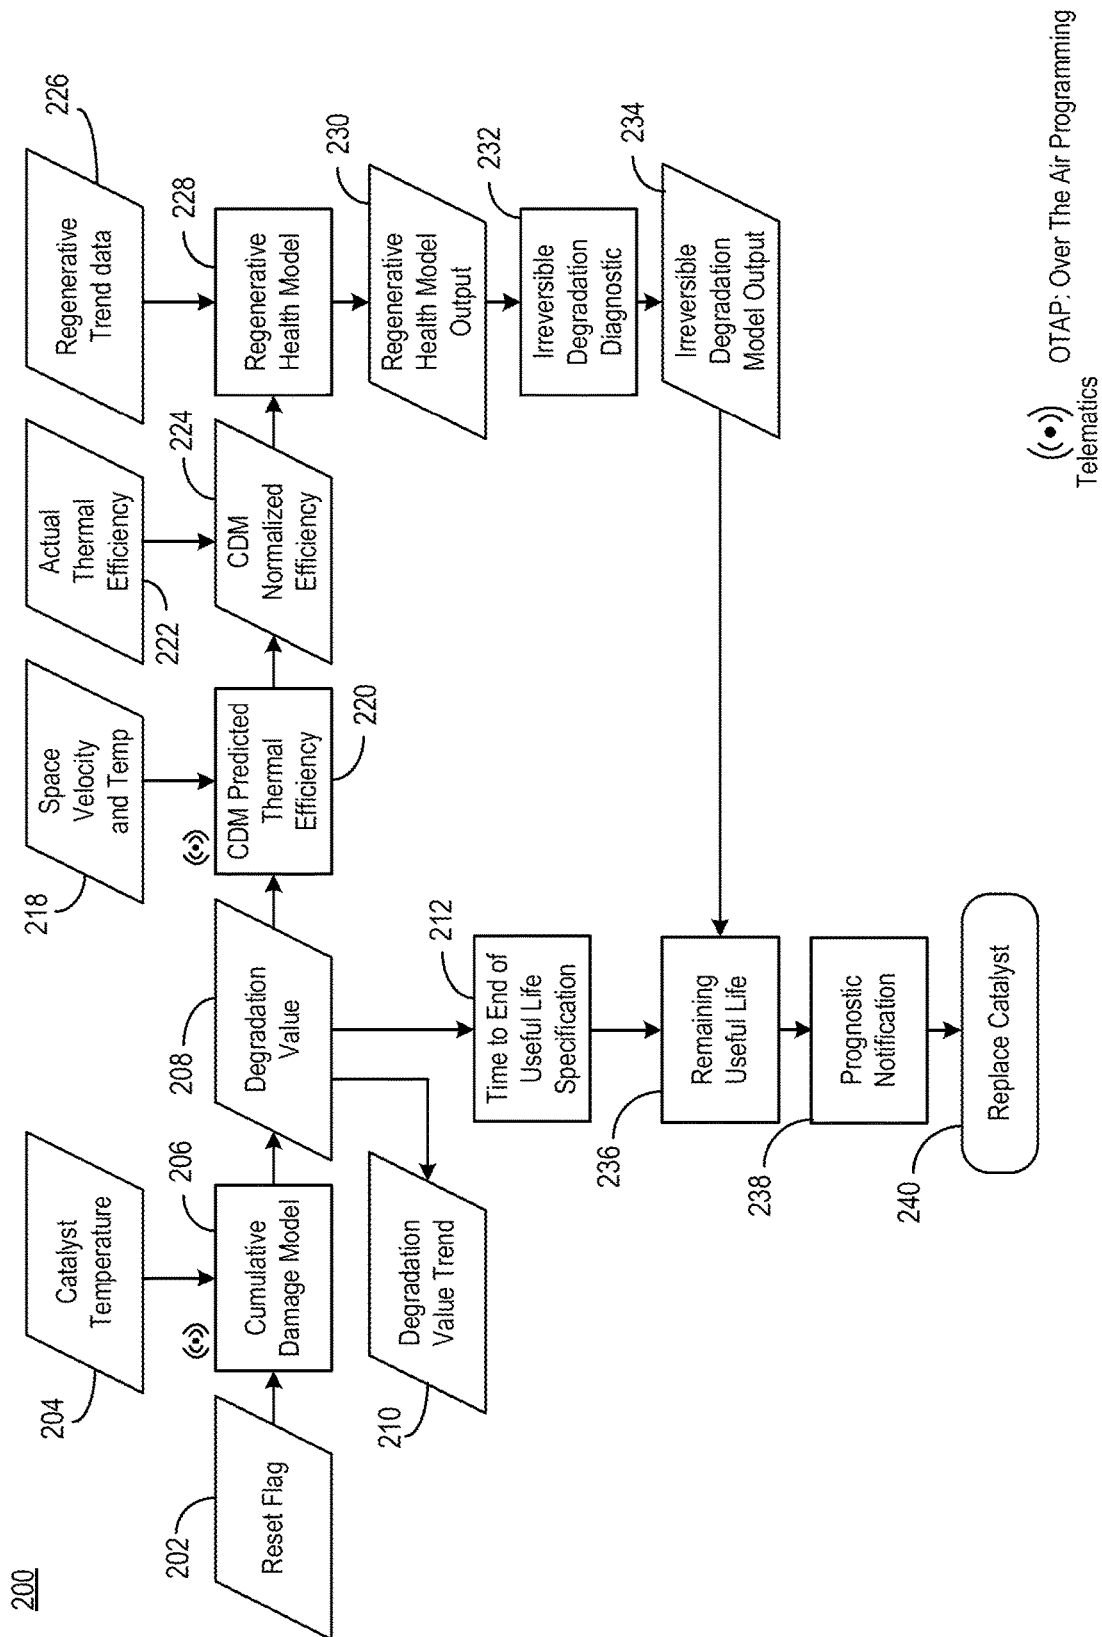 200
226
Regenerative
Trend data
Actual
Thermal
Efficiency
222
Space
Velocity
and Temp
218
Catalyst
Temperature
204
202
Reset Flag
206
Cumulative
Damage Model
208
Degradation
Value
CDM Predicted
Thermal
Efficiency
220
224
CDM
Normalized
Efficiency
228
Regenerative
Health Model
210
Degradation
Value Trend
212
Time to End of
Useful Life
Specification
230
Regenerative
Health Model
Output
232
Irreversible
Degradation
Diagnostic
234
Irreversible
Degradation
Model Output
236
Remaining
Useful Life
238
Prognostic
Notification
240
Replace Catalyst
Telematics
OTAP: Over The Air Programming